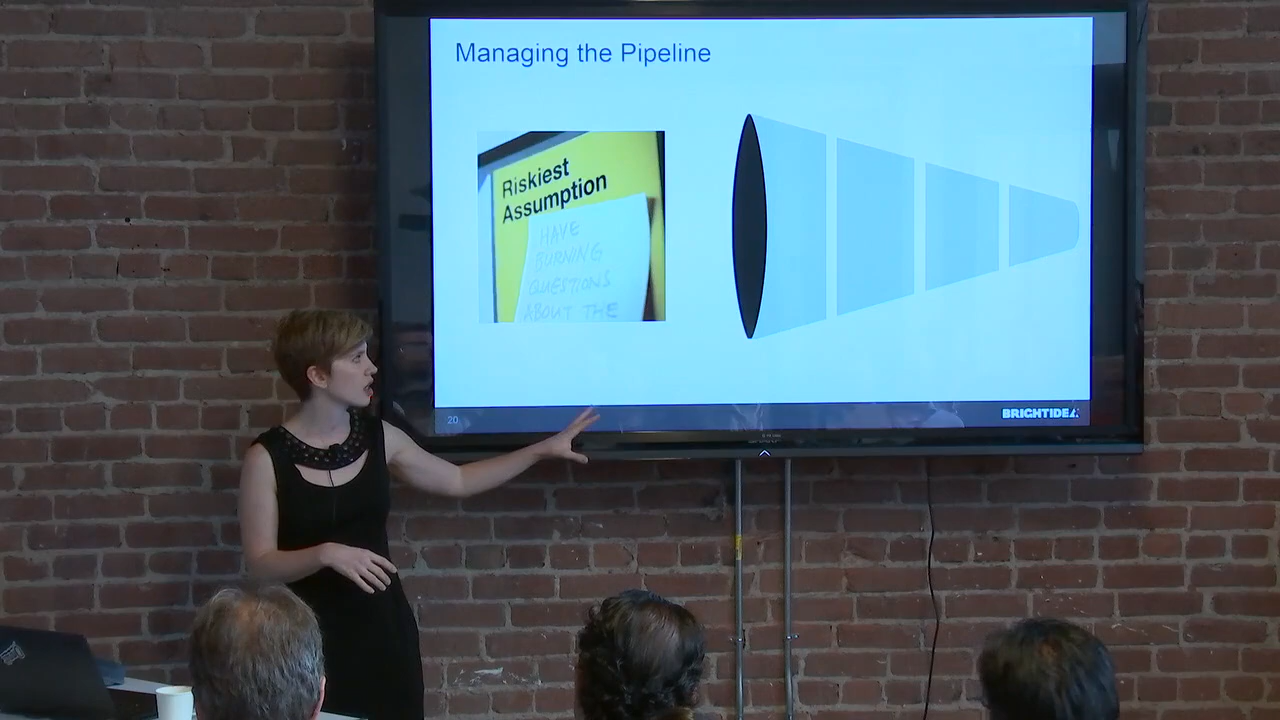 Managing the Pipeline
Riskiest
Assumption
HAVE
BURNING
QUESTIONS
ABOUT THE
20
BRIGHTIDEA